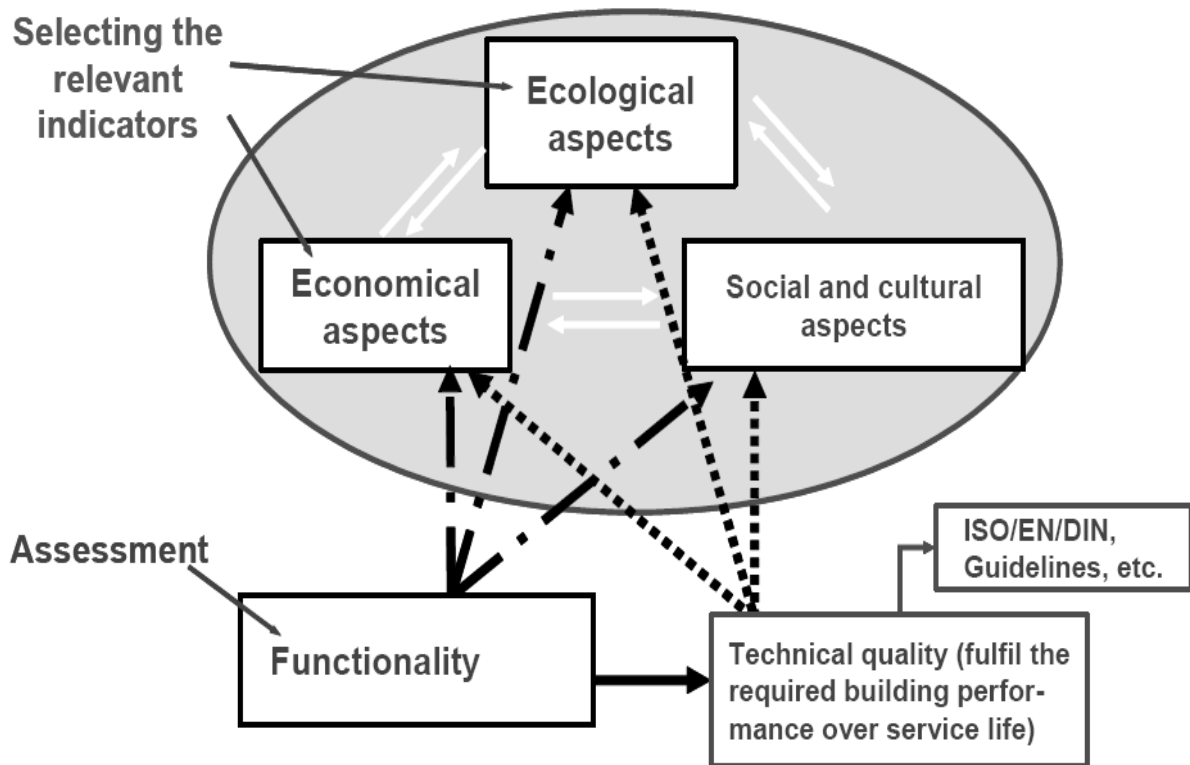 Selecting the
relevant
indicators
Ecological
aspects
Economical
aspects
Social and cultural
aspects
Assessment
Functionality
ISO/EN/DIN,
Guidelines, etc.
Technical quality (fulfil the
required building perfor-
mance over service life)